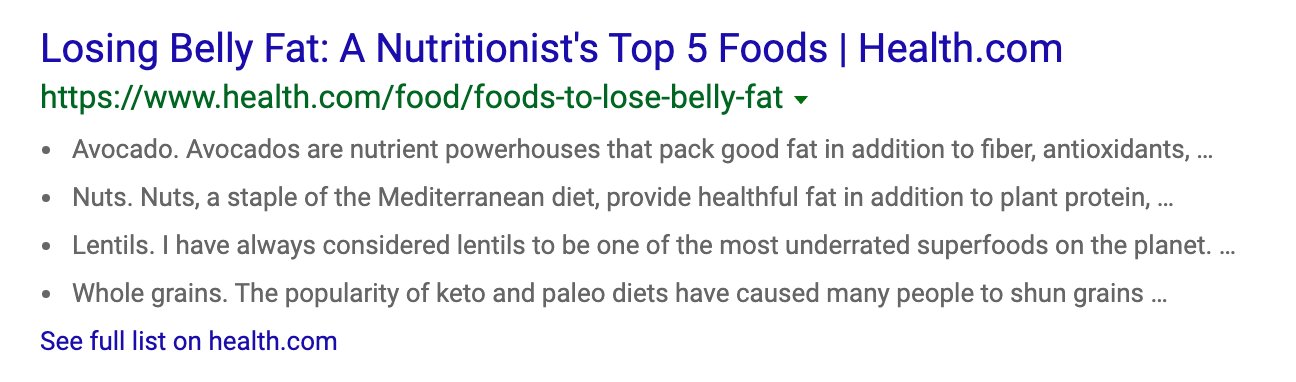 Losing Belly Fat: A Nutritionist's Top 5 Foods | Health.com
https://www.health.com/food/foods-to-lose-belly-fat
• Avocado. Avocados are nutrient powerhouses that pack good fat in addition to fiber, antioxidants, ...
• Nuts. Nuts, a staple of the Mediterranean diet, provide healthful fat in addition to plant protein, ...
• Lentils. I have always considered lentils to be one of the most underrated superfoods on the planet. ...
• Whole grains. The popularity of keto and paleo diets have caused many people to shun grains ...
See full list on health.com